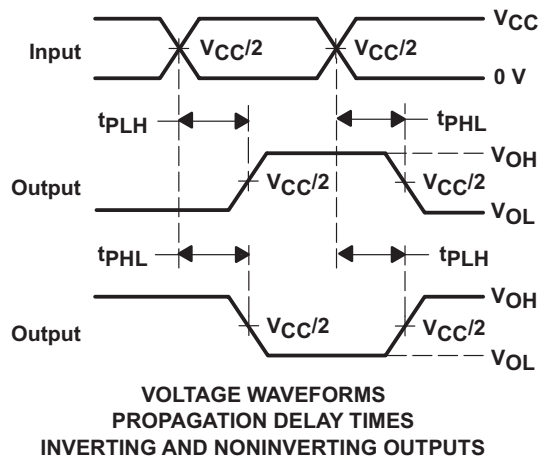 VCC
Input VCC/2 VCC/2
0 V
tPLH tPHL
VOH
Output VCC/2 VCC/2
VOL
tPHL tPLH
VOH
Output VCC/2 VCC/2
VOL
VOLTAGE WAVEFORMS
PROPAGATION DELAY TIMES
INVERTING AND NONINVERTING OUTPUTS